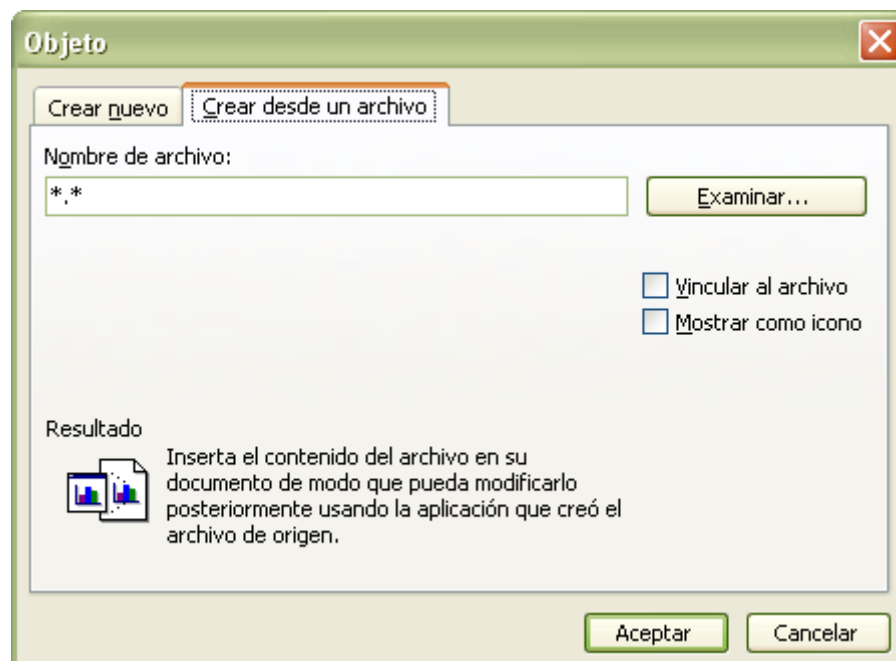 Objeto
Crear nuevo
Crear desde un archivo
Nombre de archivo:
*.*
Examinar...
Vincular al archivo
Mostrar como icono
Resultado
Inserta el contenido del archivo en su
documento de modo que pueda modificarlo
posteriormente usando la aplicación que creó el
archivo de origen.
Aceptar
Cancelar